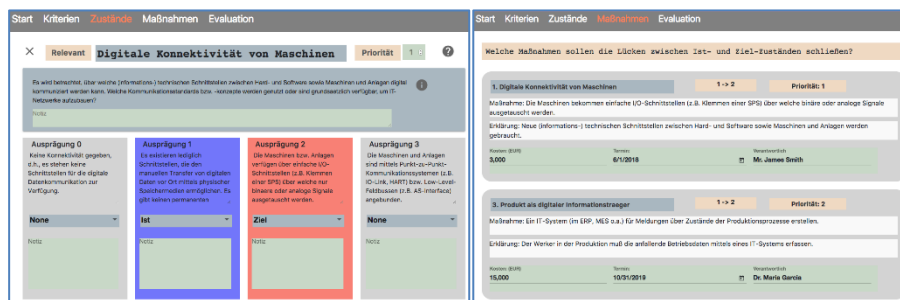 Start Kriterien Zustände Maßnahmen Evaluation
Relevant Digitale Konnektivität von Maschinen Priorität 1
Es wird betrachtet, über welche (informations-) technischen Schnittstellen zwischen Hard- und Software sowie Maschinen und Anlagen digital
kommuniziert werden kann. Welche Kommunikationsstandards bzw. -konzepte werden genutzt oder sind grundsätzlich verfügbar, um IT-
Netzwerke aufzubauen?
Notiz
Ausprägung 0
Keine Konnektivität gegeben,
d.h., es stehen keine
Schnittstellen für die digitale
Datenkommunikation zur
Verfügung.
None
Notiz
Ausprägung 1
Es existieren lediglich
Schnittstellen, die den
manuellen Transfer von digitalen
Daten vor Ort mittels physischer
Speichermedien ermöglichen. Es
gibt keinen permanenten
Ist
Notiz
Ausprägung 2
Die Maschinen bzw. Anlagen
verfügen über einfache I/O-
Schnittstellen (z.B. Klemmen
einer SPS) über welche nur
binaere oder analoge Signale
ausgetauscht werden.
Ziel
Notiz
Ausprägung 3
Die Maschinen und Anlagen
sind mittels Punkt-zu-Punkt-
Kommunikationssystemen (z.B.
IO-Link, HART) bzw. Low-Level-
Feldbussen (z.B. AS-Interface)
angebunden.
None
Notiz
Start Kriterien Zustände Maßnahmen Evaluation
Welche Maßnahmen sollen die Lücken zwischen Ist- und Ziel-Zuständen schließen?
1. Digitale Konnektivität von Maschinen 1 -> 2 Priorität: 1
Maßnahme: Die Maschinen bekommen einfache I/O-Schnittstellen (z.B. Klemmen einer SPS) über welche binäre oder analoge Signale
ausgetauscht werden.
Erklärung: Neue (informations-) technischen Schnittstellen zwischen Hard- und Software sowie Maschinen und Anlagen werden
gebraucht.
Kosten (EUR) Termin Verantwortlich
3,000 6/1/2018 Mr. James Smith
3. Produkt als digitaler Informationstraeger 1 -> 2 Priorität: 2
Maßnahme: Ein IT-System (im ERP, MES o.a.) für Meldungen über Zustände der Produktionsprozesse erstellen.
Erklärung: Der Werker in der Produktion muß die anfallende Betriebsdaten mittels eines IT-Systems erfassen.
Kosten (EUR) Termin Verantwortlich
15,000 10/31/2019 Dr. Maria Garcia